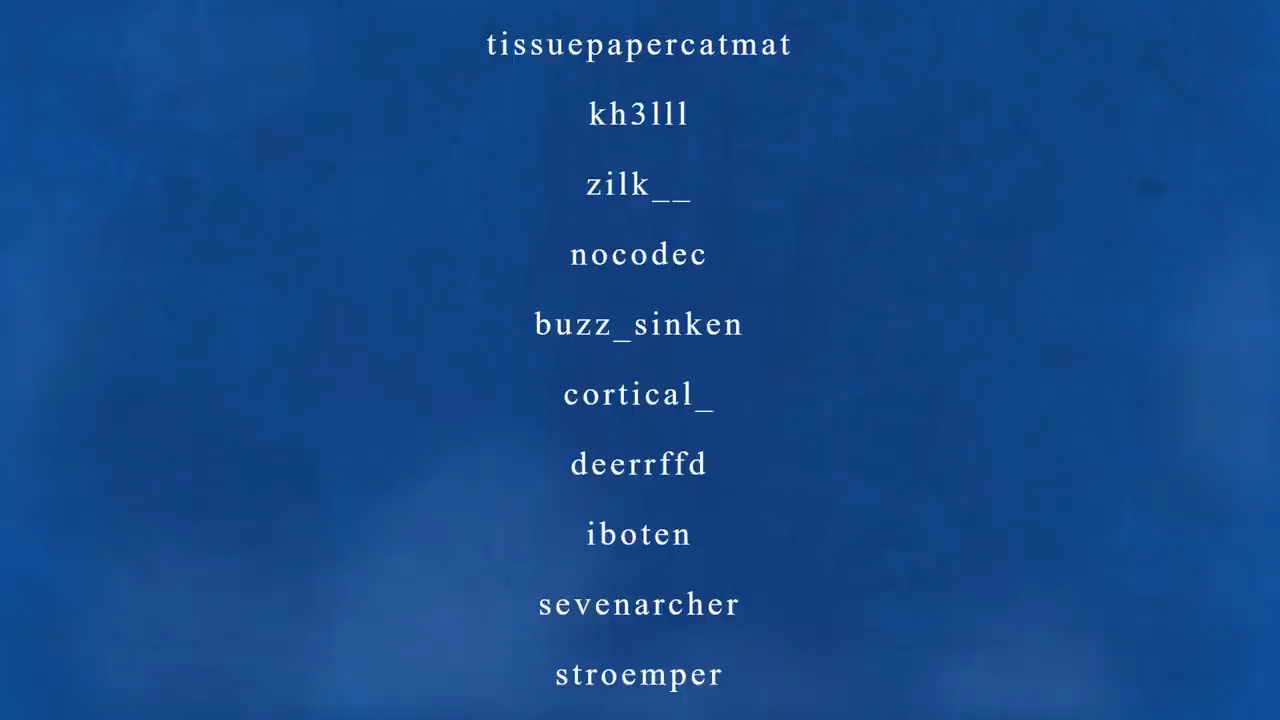 tissuepapercatmat
kh3lll
zilk__
nocodec
buzz_sinken
cortical_
deerrffd
iboten
sevenarcher
stroemper